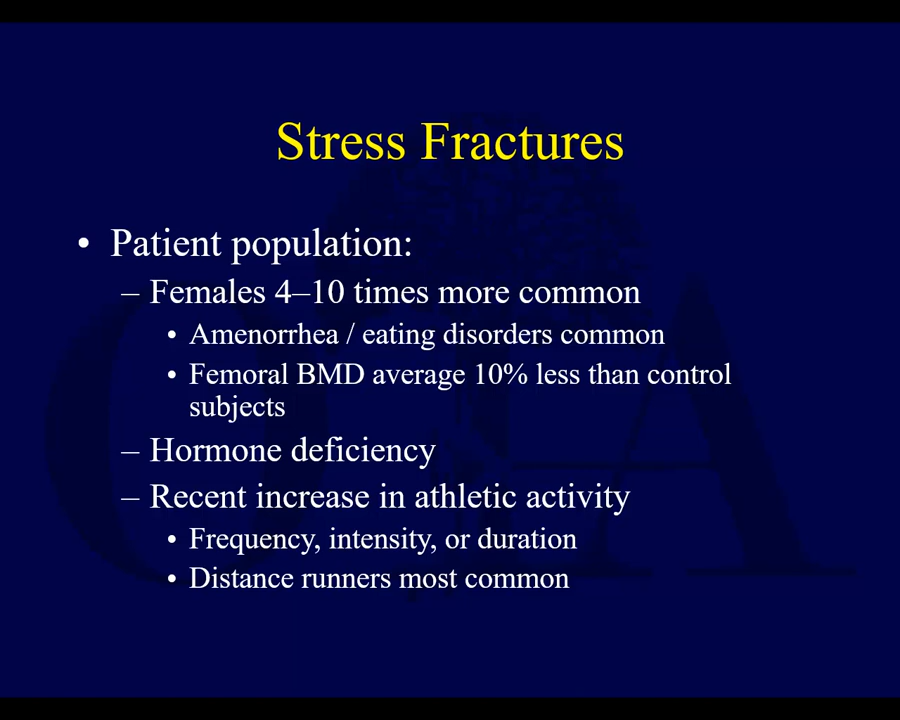 Stress Fractures
• Patient population:
– Females 4–10 times more common
• Amenorrhea / eating disorders common
• Femoral BMD average 10% less than control
subjects
– Hormone deficiency
– Recent increase in athletic activity
• Frequency, intensity, or duration
• Distance runners most common
OTA